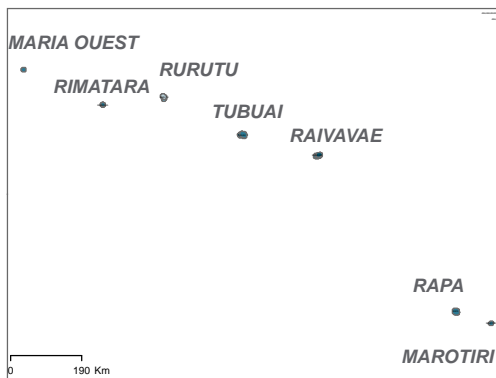 MARIA OUEST
RURUTU
RIMATARA
TUBUAI
RAIVAVAE
RAPA
MAROTIRI
0 190 Km